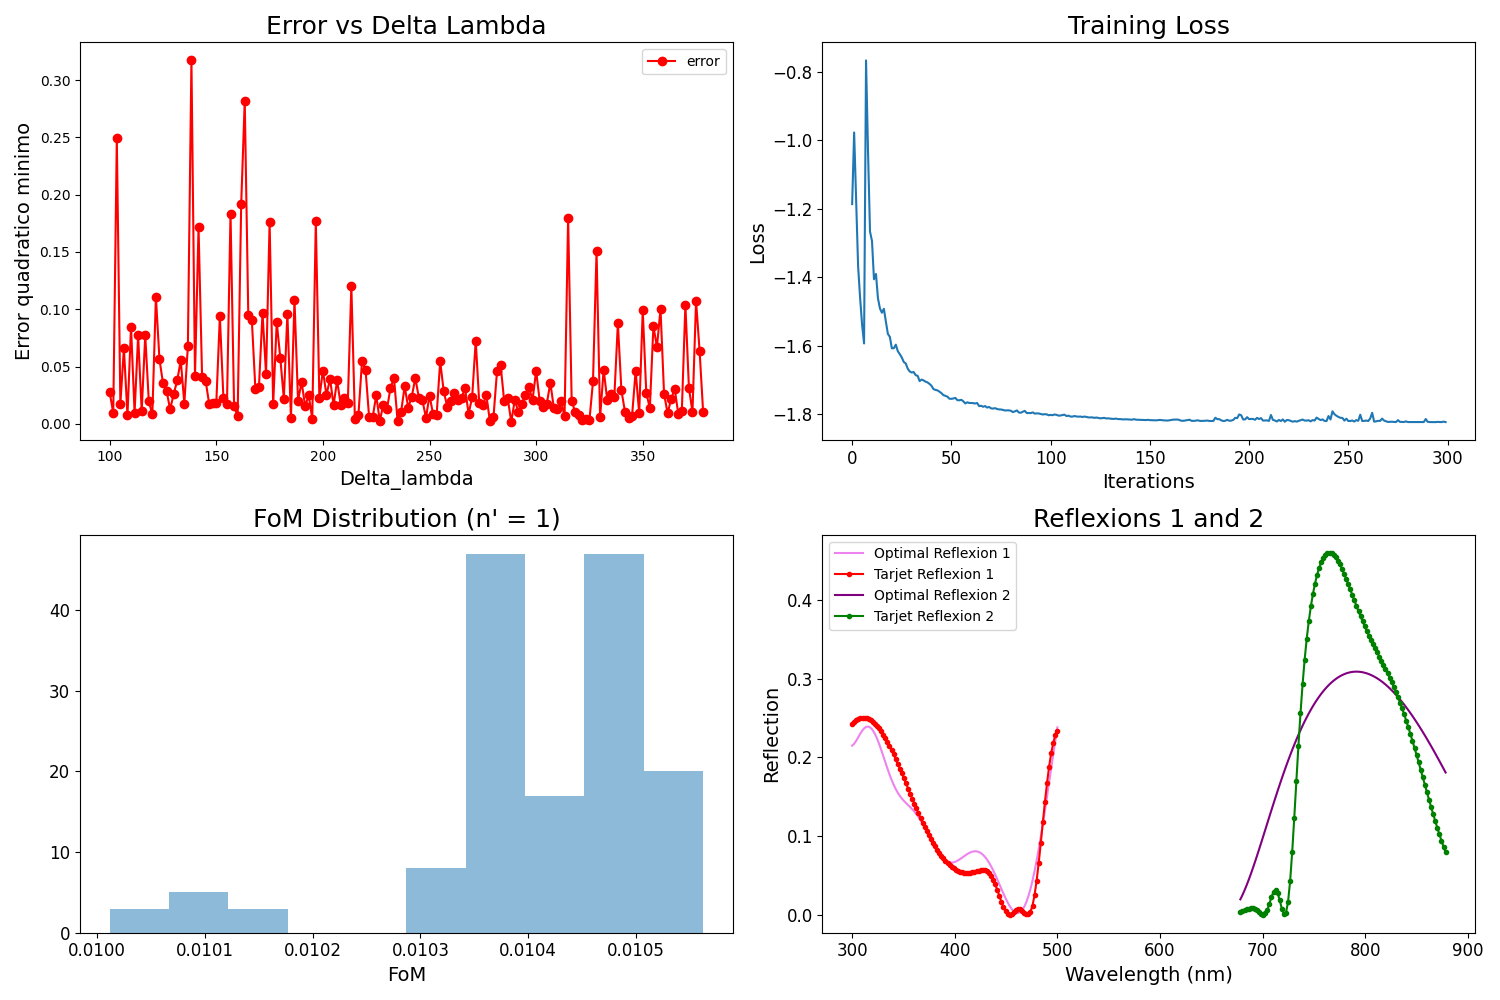 Error vs Delta Lambda
error
Error quadratico minimo
0.30
0.25
0.20
0.15
0.10
0.05
0.00
100 150 200 250 300 350
Delta_lambda
Training Loss
Loss
−0.8
−1.0
−1.2
−1.4
−1.6
−1.8
0 50 100 150 200 250 300
Iterations
FoM Distribution (n' = 1)
40
30
20
10
0
0.0100 0.0101 0.0102 0.0103 0.0104 0.0105
FoM
Reflexions 1 and 2
Optimal Reflexion 1
Tarjet Reflexion 1
Optimal Reflexion 2
Tarjet Reflexion 2
Reflection
0.4
0.3
0.2
0.1
0.0
300 400 500 600 700 800 900
Wavelength (nm)